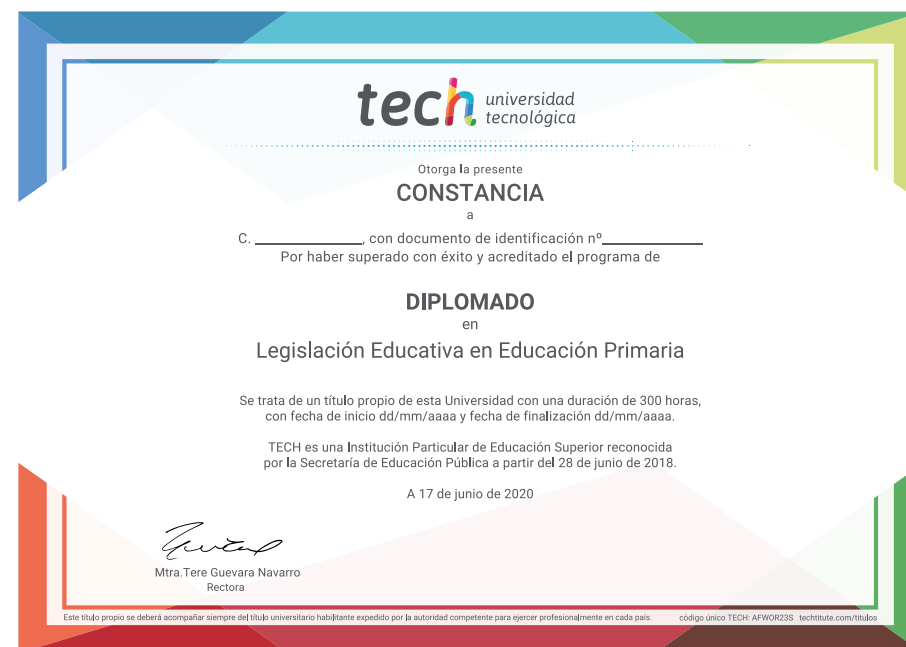 tech universidad
tecnológica
Otorga la presente
CONSTANCIA
a
C. ____________, con documento de identificación nº____________
Por haber superado con éxito y acreditado el programa de
DIPLOMADO
en
Legislación Educativa en Educación Primaria
Se trata de un título propio de esta Universidad con una duración de 300 horas,
con fecha de inicio dd/mm/aaaa y fecha de finalización dd/mm/aaaa.
TECH es una Institución Particular de Educación Superior reconocida
por la Secretaría de Educación Pública a partir del 28 de junio de 2018.
A 17 de junio de 2020
Mtra.Tere Guevara Navarro
Rectora
Este título propio se deberá acompañar siempre del título universitario habilitante expedido por la autoridad competente para ejercer profesionalmente en cada país. código único TECH: AFWOR23S techtitute.com/titulos